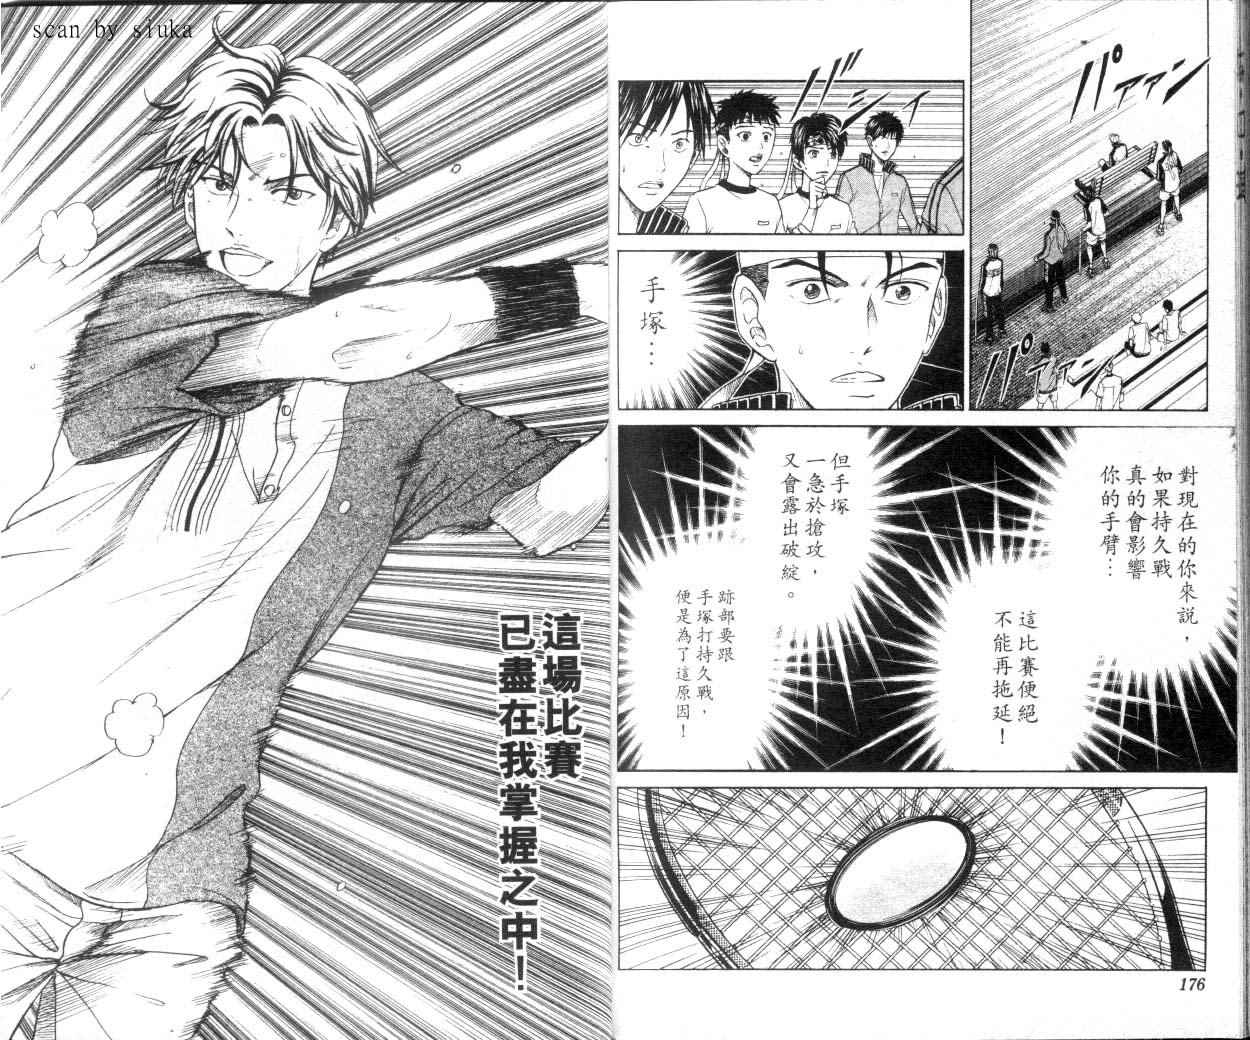 scan by siuka
パァァン
バシィ
手
塚…
パァン
對現在的你來說，
如果持久戰
真的會影響
你的手臂…
這比賽便絕
不能再拖延！
但手塚
一急於搶攻，
又會露出破綻。
跡部要跟
手塚打持久戰，
便是為了這原因！
176
這場比賽
已盡在我掌握之中！